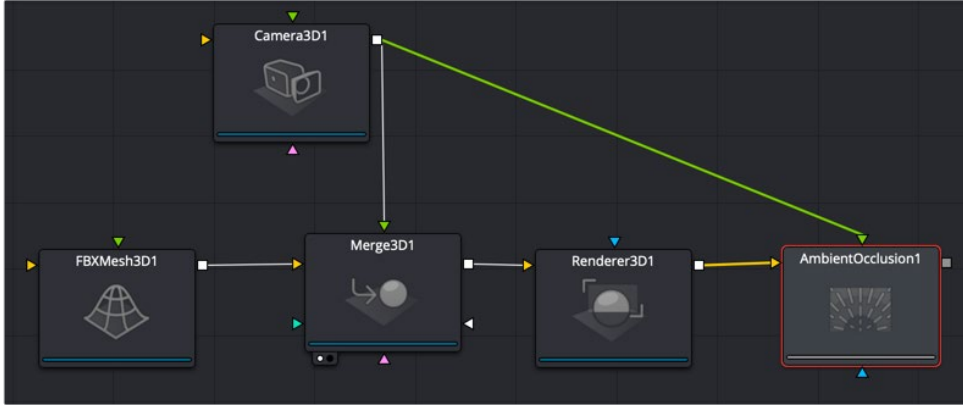 Camera3D1
FBXMesh3D1
Merge3D1
Renderer3D1
AmbientOcclusion1